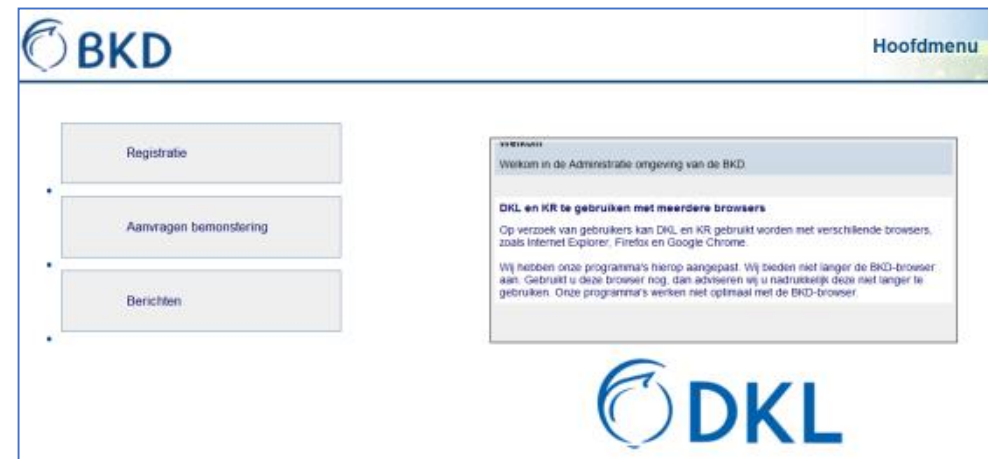 BKD
Hoofdmenu
Registratie
Aanvragen bemonstering
Berichten
Welkom in de Administratie omgeving van de BKD.
DKL en KR te gebruiken met meerdere browsers
Op verzoek van gebruikers kan DKL en KR gebruikt worden met verschillende browsers,
zoals Internet Explorer, Firefox en Google Chrome.
Wij hebben onze programma's hierop aangepast. Wij bieden niet langer de BKD-browser
aan. Gebruikt u deze browser nog, dan adviseren wij u nadrukkelijk deze niet langer te
gebruiken. Onze programma's werken niet optimaal met de BKD-browser.
DKL